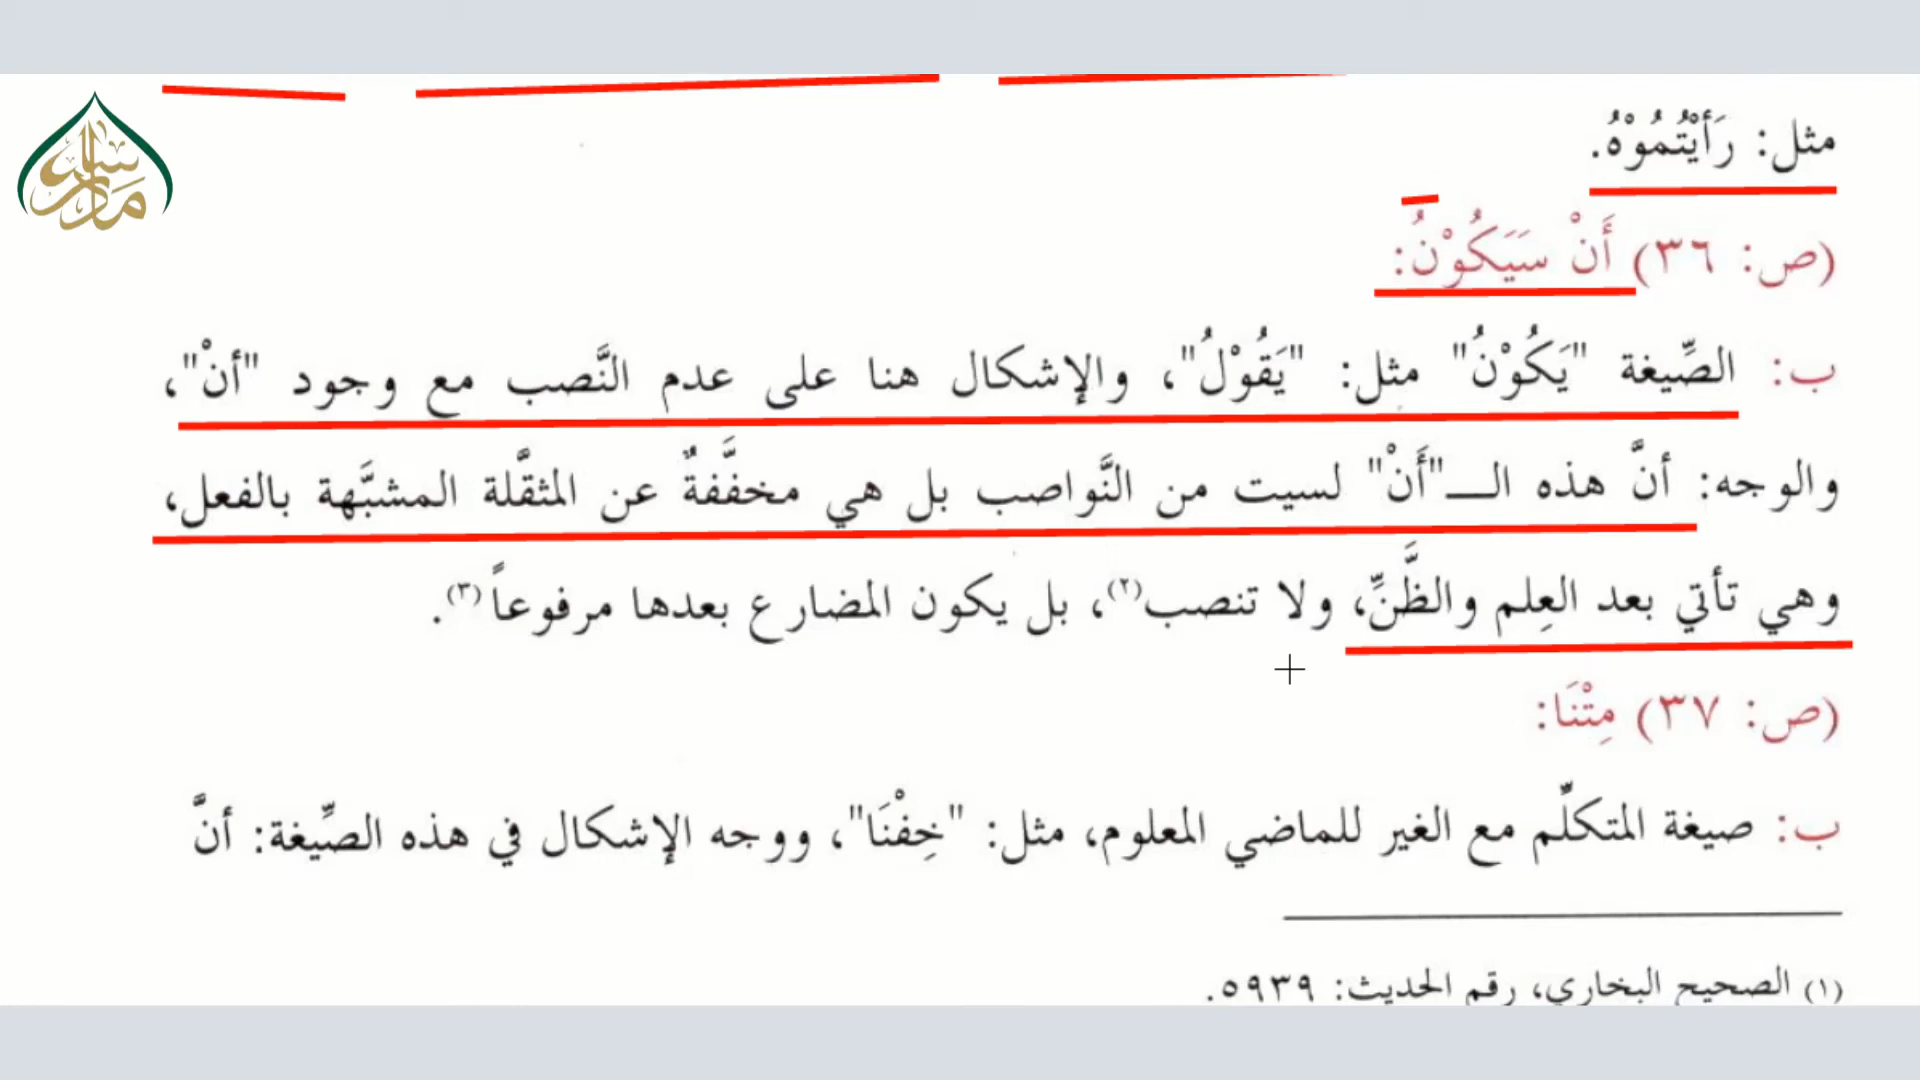 مثل: رَأَيْتُمُوْهُ.
(ص: ٣٦) أَنْ سَيَكُوْنُ:
ب: الصِّيغة "يَكُوْنُ" مثل: "يَقُوْلُ"، والإشكال هنا على عدم النَّصب مع وجود "أنْ"،
والوجه: أنَّ هذه الـ"أَنْ" لسيت من النَّواصب بل هي مخفَّفةٌ عن المثقَّلة المشبَّهة بالفعل،
وهي تأتي بعد العِلم والظَّنِّ، ولا تنصب(٢)، بل يكون المضارع بعدها مرفوعاً(٣).
(ص: ٣٧) مِتْنَا:
ب: صيغة المتكلّم مع الغير للماضي المعلوم، مثل: "خِفْنَا"، ووجه الإشكال في هذه الصِّيغة: أنَّ
(١) الصحيح البخاري، رقم الحديث: ٥٩٣٩.